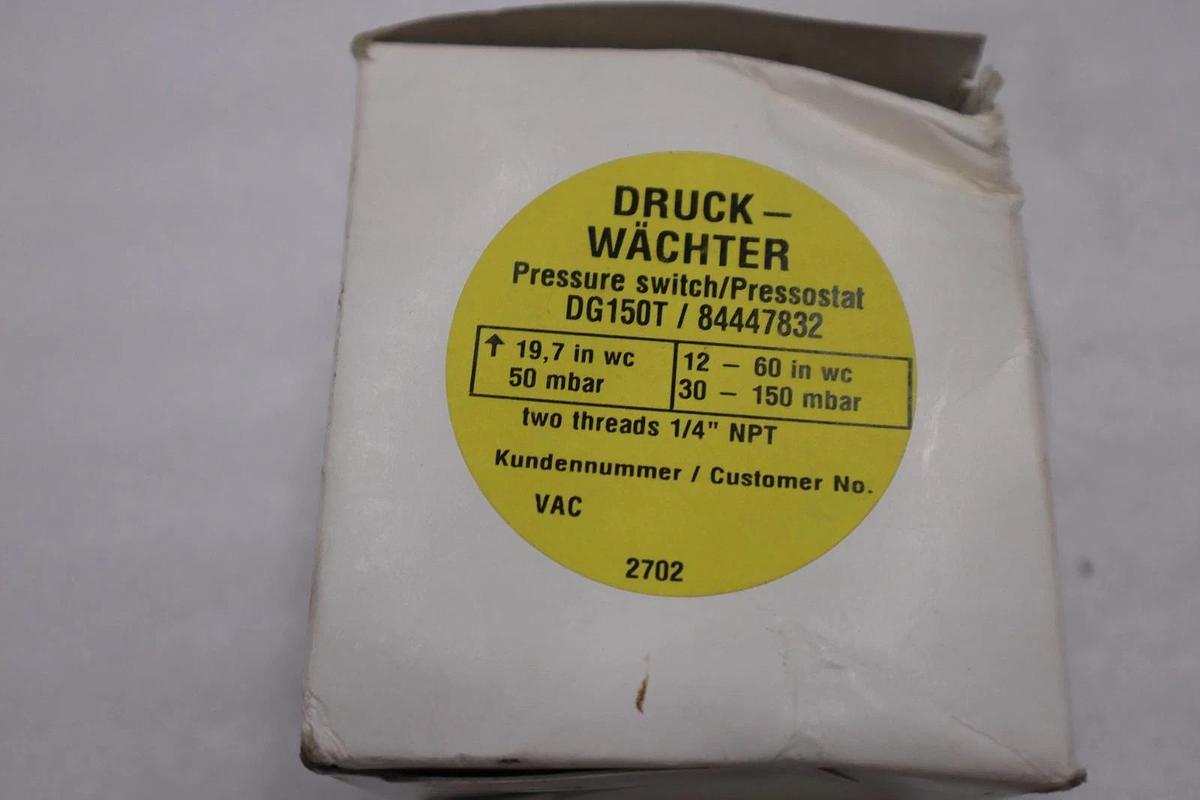 DRUCK –
WÄCHTER
Pressure switch/Pressostat
DG150T / 84447832
↑ 19,7 in wc 12 – 60 in wc
50 mbar 30 – 150 mbar
two threads 1/4" NPT
Kundennummer / Customer No.
VAC
2702